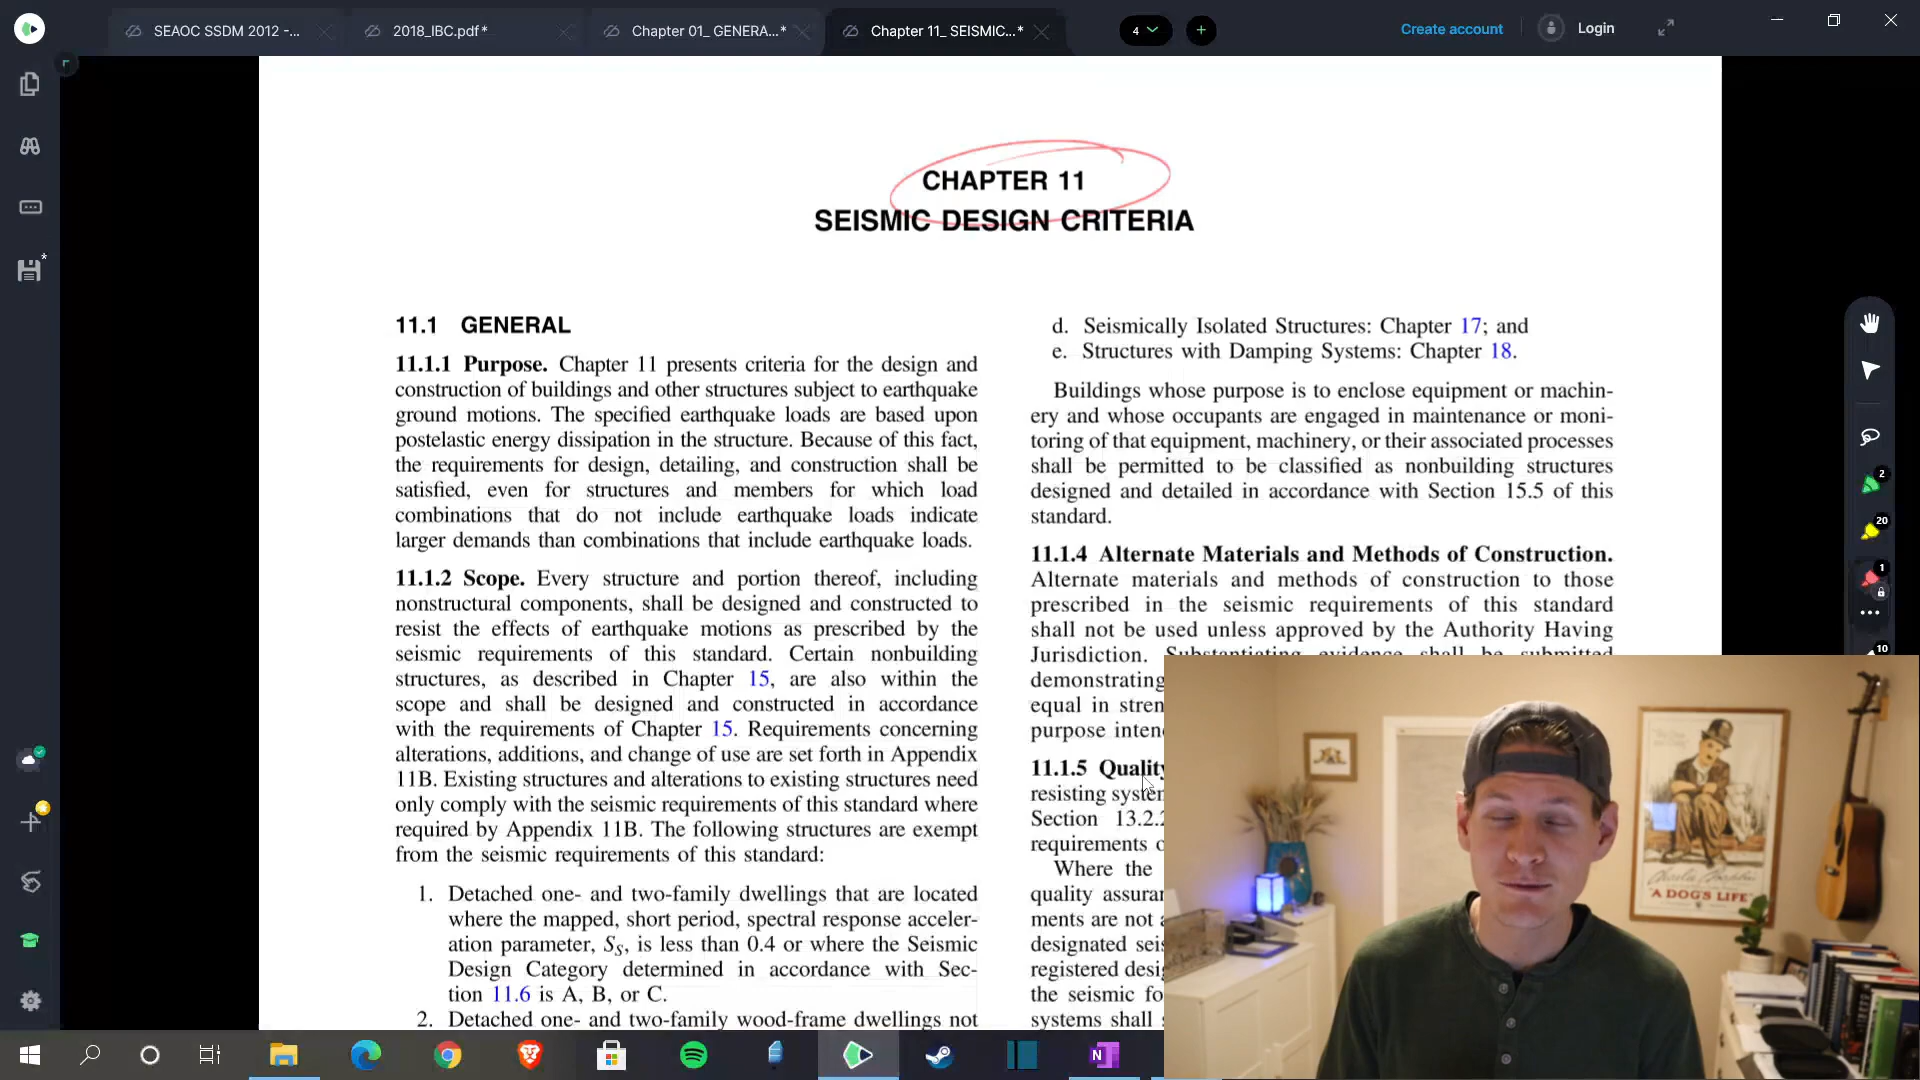 SEAOC SSDM 2012 -...
2018_IBC.pdf*
Chapter 01_ GENERA...*
Chapter 11_ SEISMIC...*
4
Create account
Login
CHAPTER 11
SEISMIC DESIGN CRITERIA
11.1 GENERAL
11.1.1 Purpose. Chapter 11 presents criteria for the design and
construction of buildings and other structures subject to earthquake
ground motions. The specified earthquake loads are based upon
postelastic energy dissipation in the structure. Because of this fact,
the requirements for design, detailing, and construction shall be
satisfied, even for structures and members for which load
combinations that do not include earthquake loads indicate
larger demands than combinations that include earthquake loads.
11.1.2 Scope. Every structure and portion thereof, including
nonstructural components, shall be designed and constructed to
resist the effects of earthquake motions as prescribed by the
seismic requirements of this standard. Certain nonbuilding
structures, as described in Chapter 15, are also within the
scope and shall be designed and constructed in accordance
with the requirements of Chapter 15. Requirements concerning
alterations, additions, and change of use are set forth in Appendix
11B. Existing structures and alterations to existing structures need
only comply with the seismic requirements of this standard where
required by Appendix 11B. The following structures are exempt
from the seismic requirements of this standard:
1. Detached one- and two-family dwellings that are located
where the mapped, short period, spectral response acceler-
ation parameter, SS, is less than 0.4 or where the Seismic
Design Category determined in accordance with Sec-
tion 11.6 is A, B, or C.
2. Detached one- and two-family wood-frame dwellings not
d. Seismically Isolated Structures: Chapter 17; and
e. Structures with Damping Systems: Chapter 18.
Buildings whose purpose is to enclose equipment or machin-
ery and whose occupants are engaged in maintenance or moni-
toring of that equipment, machinery, or their associated processes
shall be permitted to be classified as nonbuilding structures
designed and detailed in accordance with Section 15.5 of this
standard.
11.1.4 Alternate Materials and Methods of Construction.
Alternate materials and methods of construction to those
prescribed in the seismic requirements of this standard
shall not be used unless approved by the Authority Having
Jurisdiction. Substantiating evidence shall be submitted
demonstrating
equal in
purpose
11.1.5 Quality
resisting
Section 13.2.2
requirements
Where the
quality
ments are not
designated
registered
the seismic
systems shall
2
20
1
10
A DOG'S LIFE
N